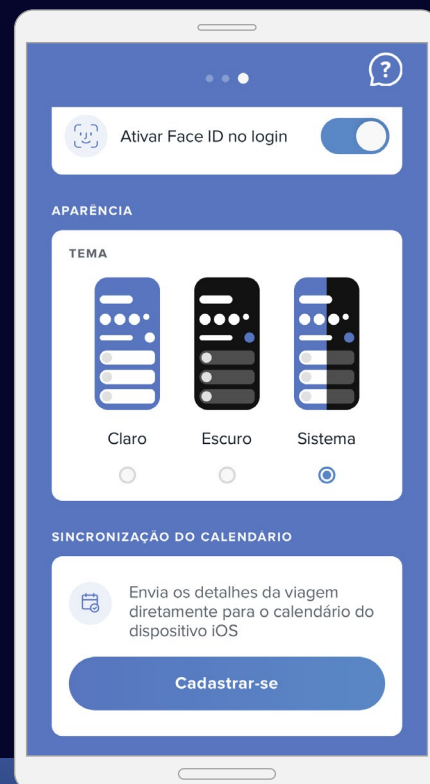 ?
Ativar Face ID no login
APARÊNCIA
TEMA
Claro Escuro Sistema
SINCRONIZAÇÃO DO CALENDÁRIO
Envia os detalhes da viagem
diretamente para o calendário do
dispositivo iOS
Cadastrar-se